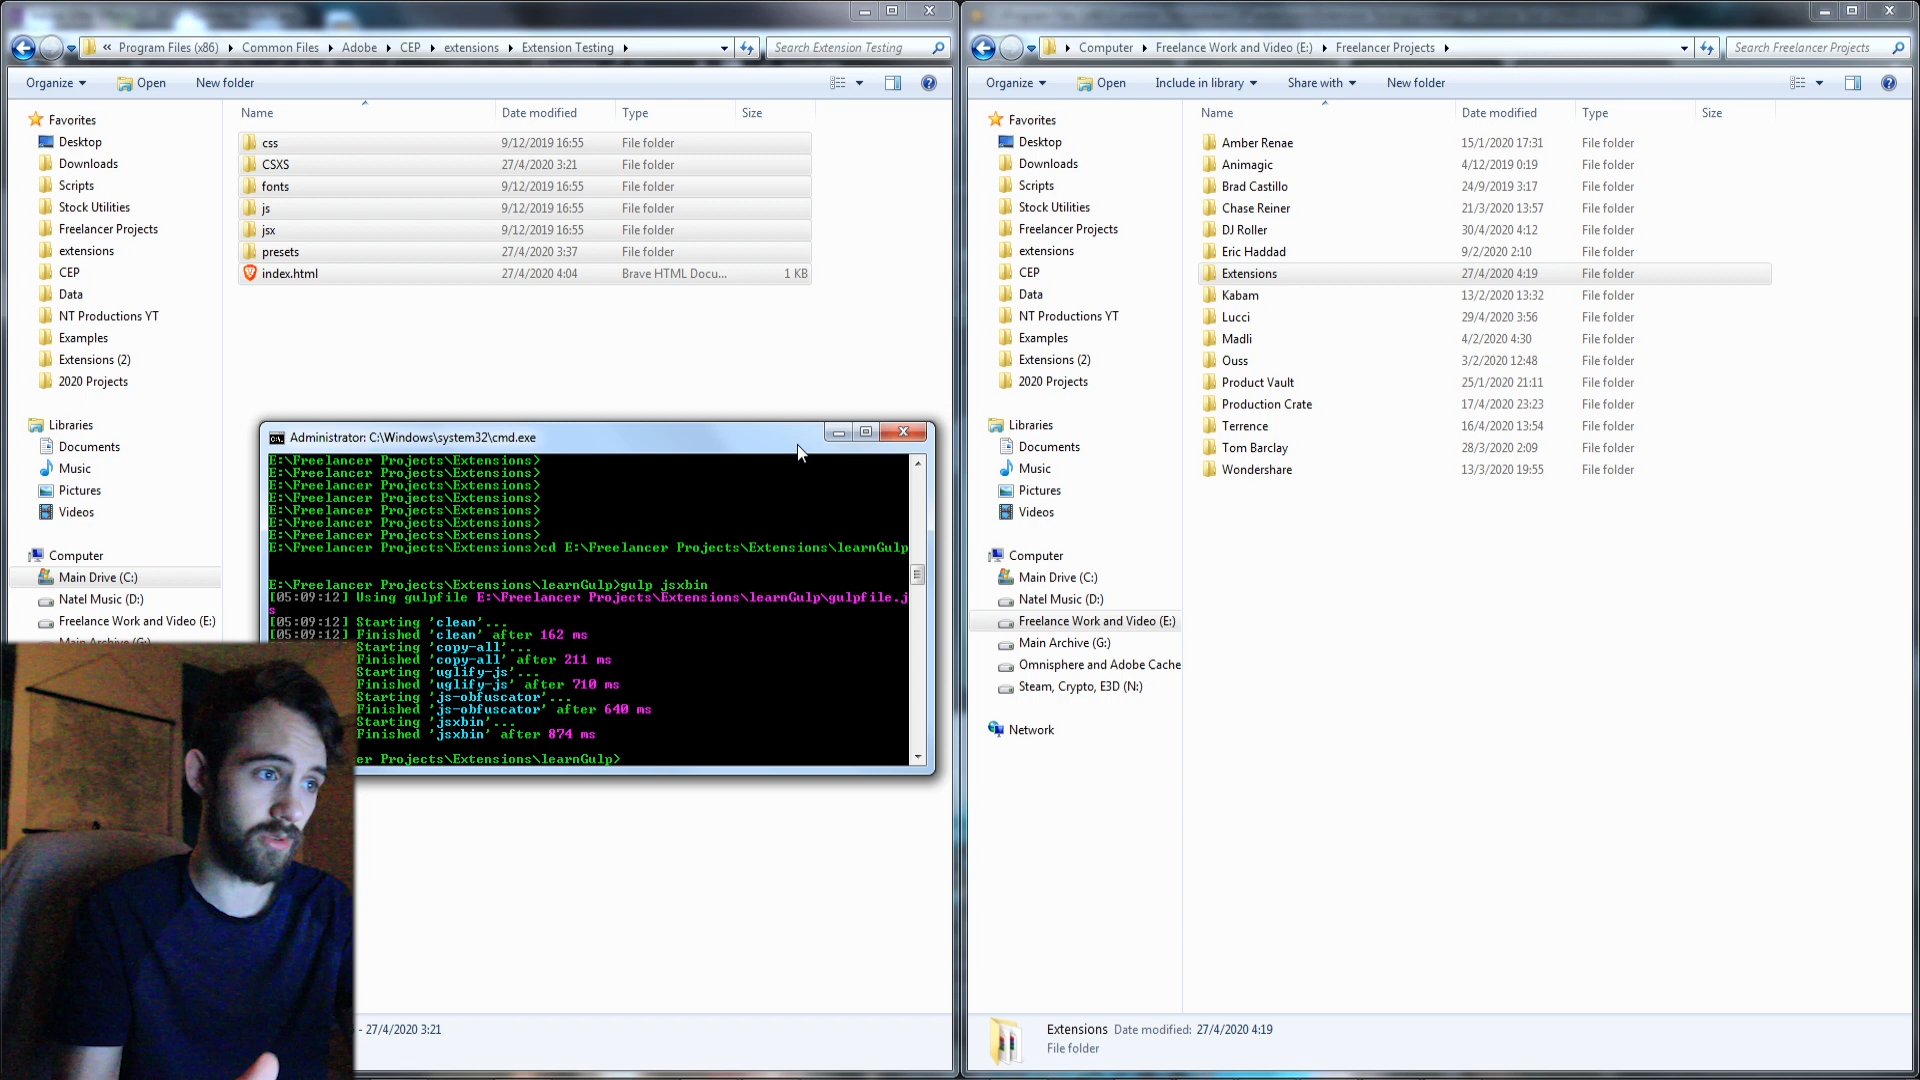 « Program Files (x86) Common Files Adobe CEP extensions Extension Testing
Search Extension Testing
Organize Open New folder
Name Date modified Type Size
Favorites
Desktop
Downloads
Scripts
Stock Utilities
Freelancer Projects
extensions
CEP
Data
NT Productions YT
Examples
Extensions (2)
2020 Projects
Libraries
Documents
Music
Pictures
Videos
Computer
Main Drive (C:)
Natel Music (D:)
Freelance Work and Video (E:)
Main Archive (G:)
css 9/12/2019 16:55 File folder
CSXS 27/4/2020 3:21 File folder
fonts 9/12/2019 16:55 File folder
js 9/12/2019 16:55 File folder
jsx 9/12/2019 16:55 File folder
presets 27/4/2020 3:37 File folder
index.html 27/4/2020 4:04 Brave HTML Docu... 1 KB
Administrator: C:\Windows\system32\cmd.exe
E:\Freelancer Projects\Extensions>
E:\Freelancer Projects\Extensions>
E:\Freelancer Projects\Extensions>
E:\Freelancer Projects\Extensions>
E:\Freelancer Projects\Extensions>
E:\Freelancer Projects\Extensions>
E:\Freelancer Projects\Extensions>
E:\Freelancer Projects\Extensions>cd E:\Freelancer Projects\Extensions\learnGulp
E:\Freelancer Projects\Extensions\learnGulp>gulp jsxbin
[05:09:12] Using gulpfile E:\Freelancer Projects\Extensions\learnGulp\gulpfile.j
s
[05:09:12] Starting 'clean'...
[05:09:12] Finished 'clean' after 162 ms
Starting 'copy-all'...
Finished 'copy-all' after 211 ms
Starting 'uglify-js'...
Finished 'uglify-js' after 710 ms
Starting 'js-obfuscator'...
Finished 'js-obfuscator' after 640 ms
Starting 'jsxbin'...
Finished 'jsxbin' after 874 ms
er Projects\Extensions\learnGulp>
- 27/4/2020 3:21
Computer Freelance Work and Video (E:) Freelancer Projects
Search Freelancer Projects
Organize Open Include in library Share with New folder
Name Date modified Type Size
Favorites
Desktop
Downloads
Scripts
Stock Utilities
Freelancer Projects
extensions
CEP
Data
NT Productions YT
Examples
Extensions (2)
2020 Projects
Libraries
Documents
Music
Pictures
Videos
Computer
Main Drive (C:)
Natel Music (D:)
Freelance Work and Video (E:)
Main Archive (G:)
Omnisphere and Adobe Cache
Steam, Crypto, E3D (N:)
Network
Amber Renae 15/1/2020 17:31 File folder
Animagic 4/12/2019 0:19 File folder
Brad Castillo 24/9/2019 3:17 File folder
Chase Reiner 21/3/2020 13:57 File folder
DJ Roller 30/4/2020 4:12 File folder
Eric Haddad 9/2/2020 2:10 File folder
Extensions 27/4/2020 4:19 File folder
Kabam 13/2/2020 13:32 File folder
Lucci 29/4/2020 3:56 File folder
Madli 4/2/2020 4:30 File folder
Ouss 3/2/2020 12:48 File folder
Product Vault 25/1/2020 21:11 File folder
Production Crate 17/4/2020 23:23 File folder
Terrence 16/4/2020 13:54 File folder
Tom Barclay 28/3/2020 2:09 File folder
Wondershare 13/3/2020 19:55 File folder
Extensions Date modified: 27/4/2020 4:19
File folder